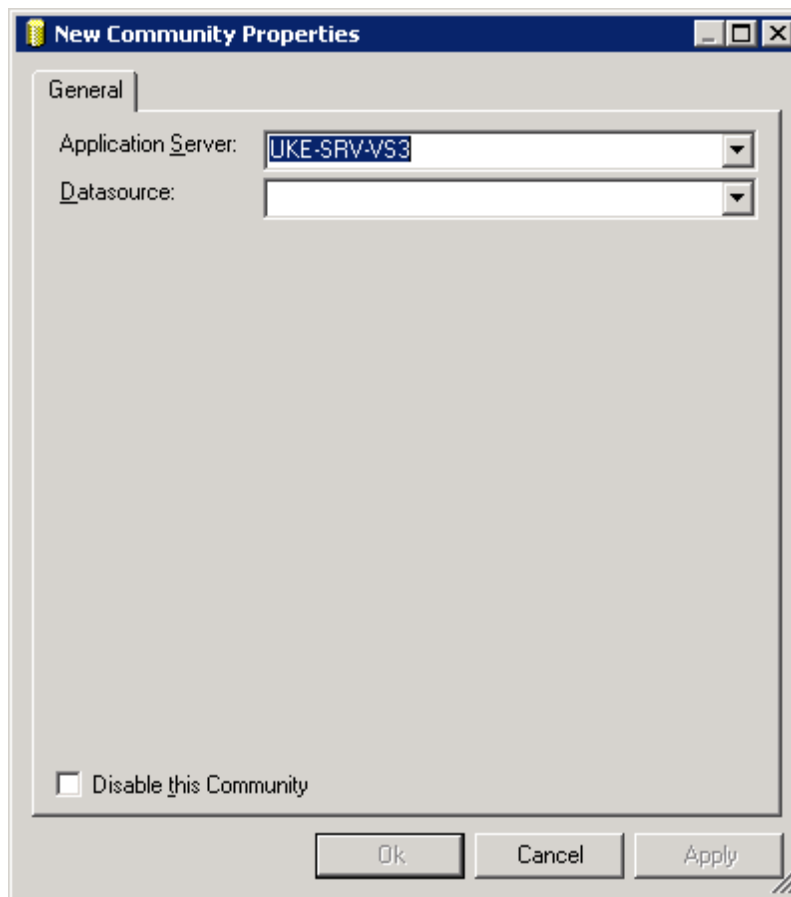 New Community Properties
General
Application Server: UKE-SRV-VS3
Datasource:
Disable this Community
Ok Cancel Apply